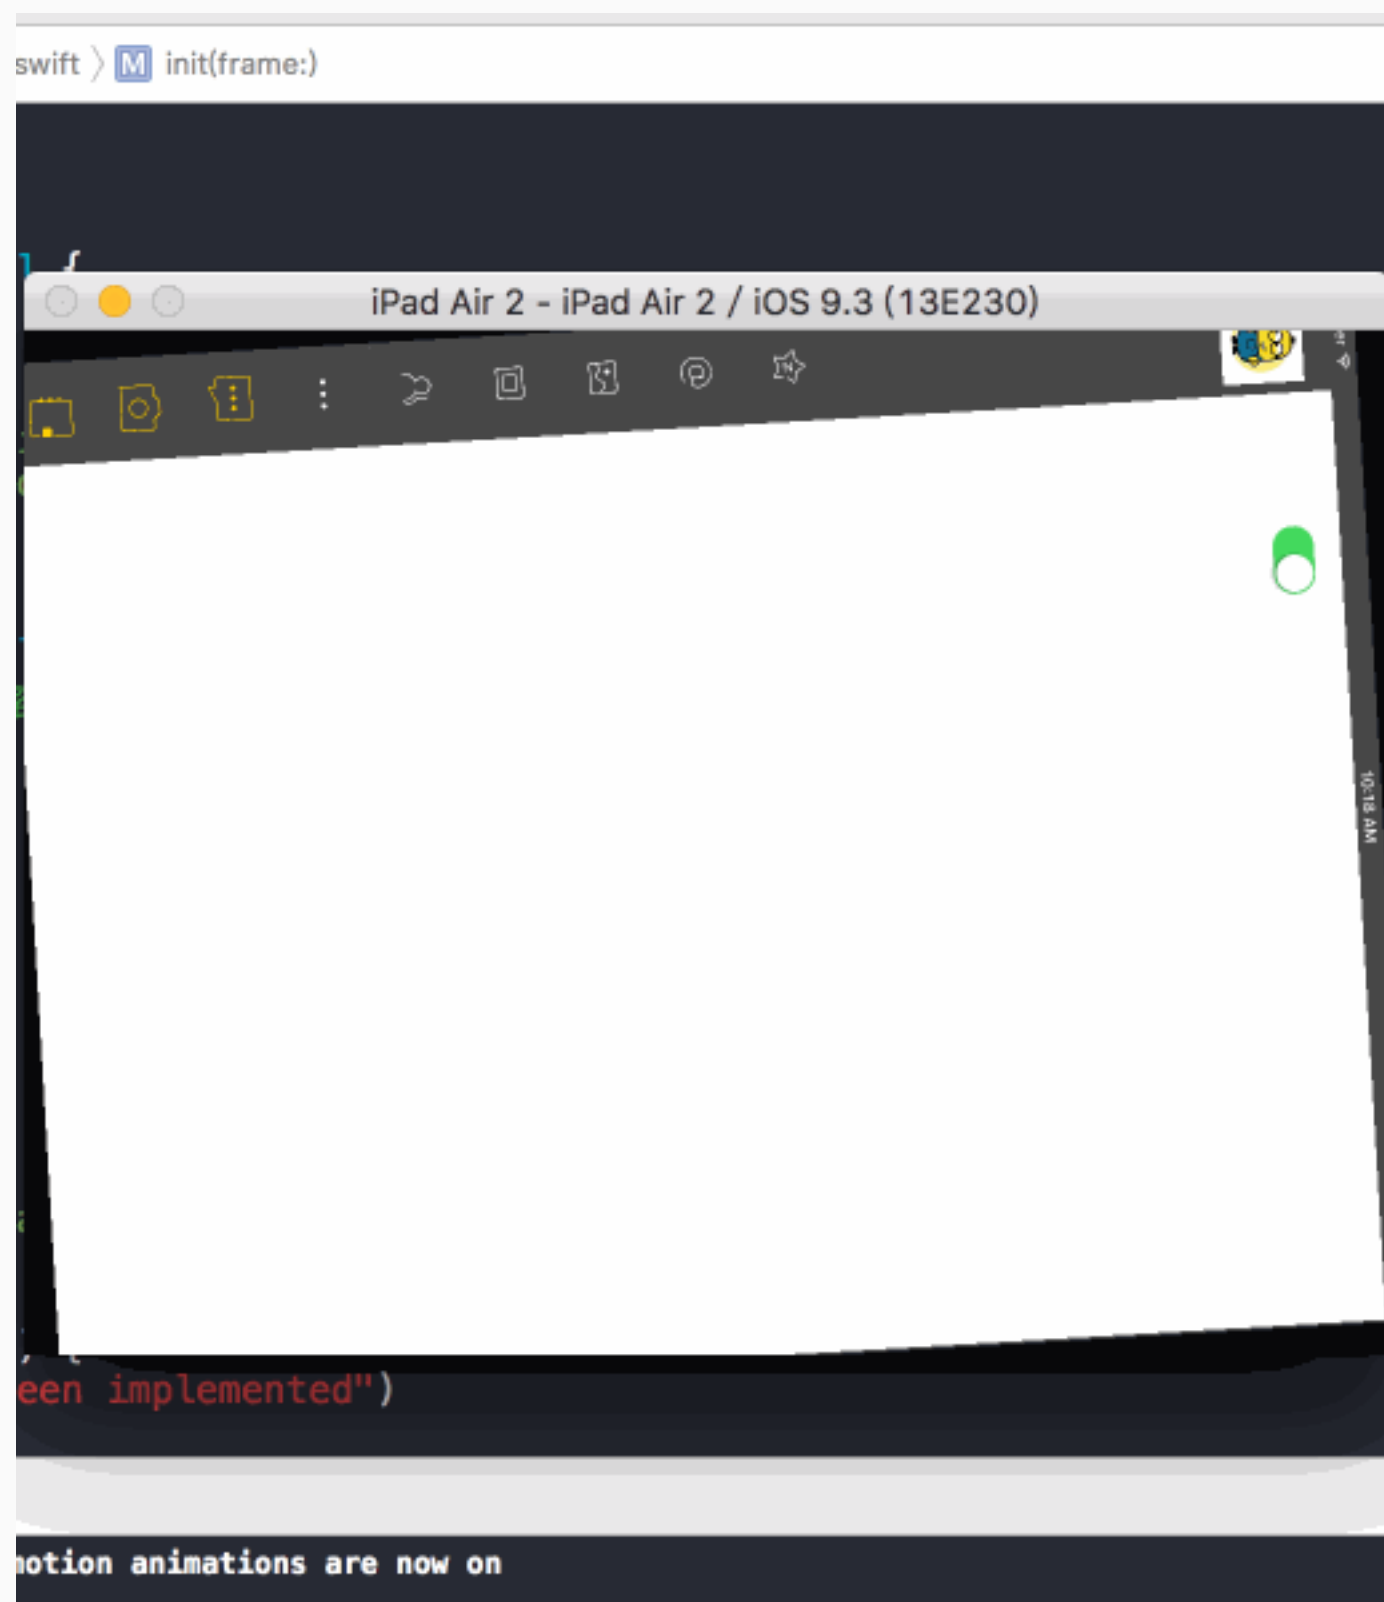 swift 〉 M init(frame:)
{
iPad Air 2 - iPad Air 2 / iOS 9.3 (13E230)
10:18 AM
) {
een implemented")
motion animations are now on